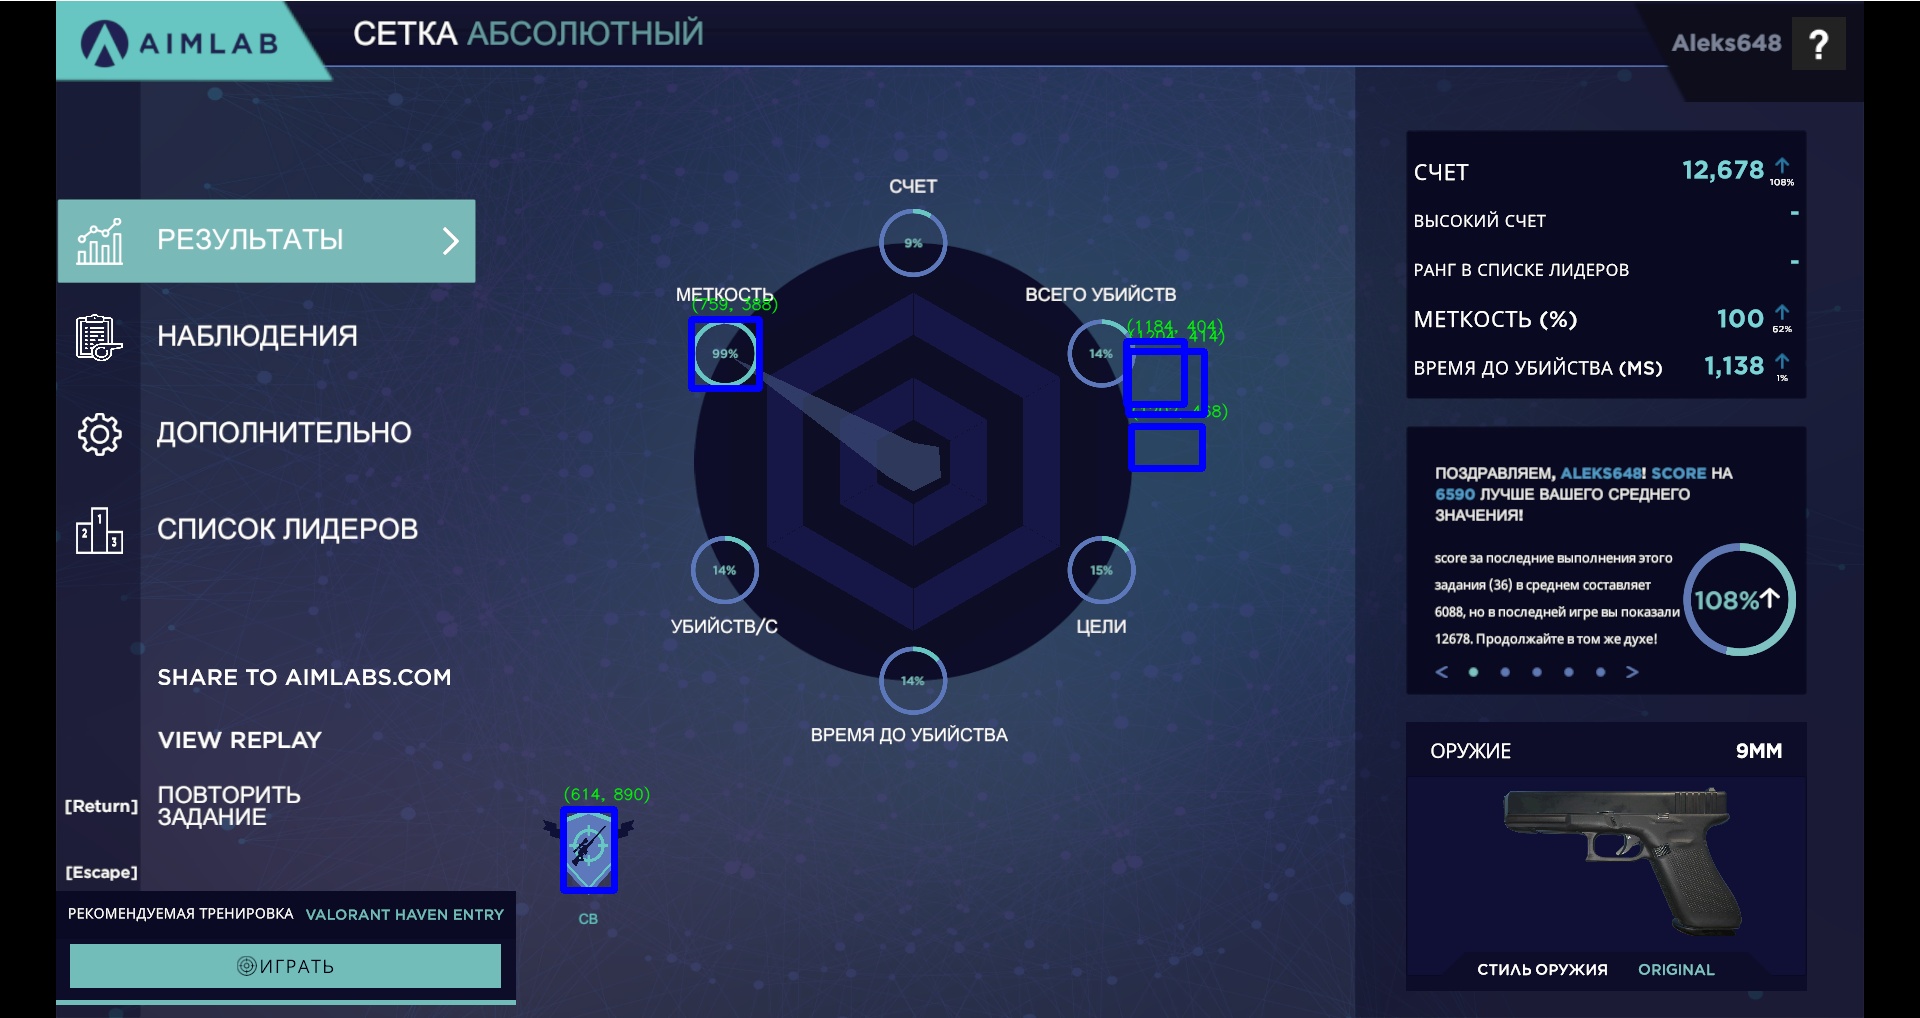 AIMLAB
СЕТКА АБСОЛЮТНЫЙ
Aleks648 ?
РЕЗУЛЬТАТЫ
НАБЛЮДЕНИЯ
ДОПОЛНИТЕЛЬНО
СПИСОК ЛИДЕРОВ
1
2
3
SHARE TO AIMLABS.COM
VIEW REPLAY
[Return] ПОВТОРИТЬ
ЗАДАНИЕ
[Escape]
РЕКОМЕНДУЕМАЯ ТРЕНИРОВКА VALORANT HAVEN ENTRY
ИГРАТЬ
СЧЕТ
9%
МЕТКОСТЬ
(759, 388)
99%
ВСЕГО УБИЙСТВ
14%
(1184, 404)
(1204, 414)
14%
УБИЙСТВ/С
15%
ЦЕЛИ
14%
ВРЕМЯ ДО УБИЙСТВА
(614, 890)
СВ
СЧЕТ 12,678
108%
ВЫСОКИЙ СЧЕТ -
РАНГ В СПИСКЕ ЛИДЕРОВ -
МЕТКОСТЬ (%) 100
62%
ВРЕМЯ ДО УБИЙСТВА (MS) 1,138
1%
ПОЗДРАВЛЯЕМ, ALEKS648! SCORE НА
6590 ЛУЧШЕ ВАШЕГО СРЕДНЕГО
ЗНАЧЕНИЯ!
score за последние выполнения этого
задания (36) в среднем составляет
6088, но в последней игре вы показали
12678. Продолжайте в том же духе!
108%
ОРУЖИЕ 9MM
СТИЛЬ ОРУЖИЯ ORIGINAL